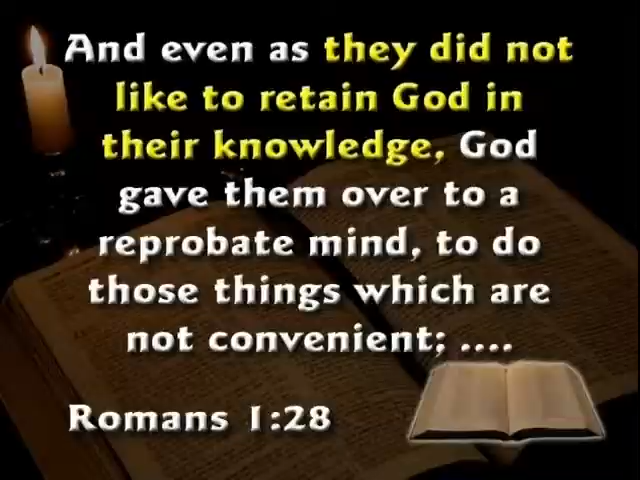 And even as they did not
like to retain God in
their knowledge, God
gave them over to a
reprobate mind, to do
those things which are
not convenient; ....
Romans 1:28